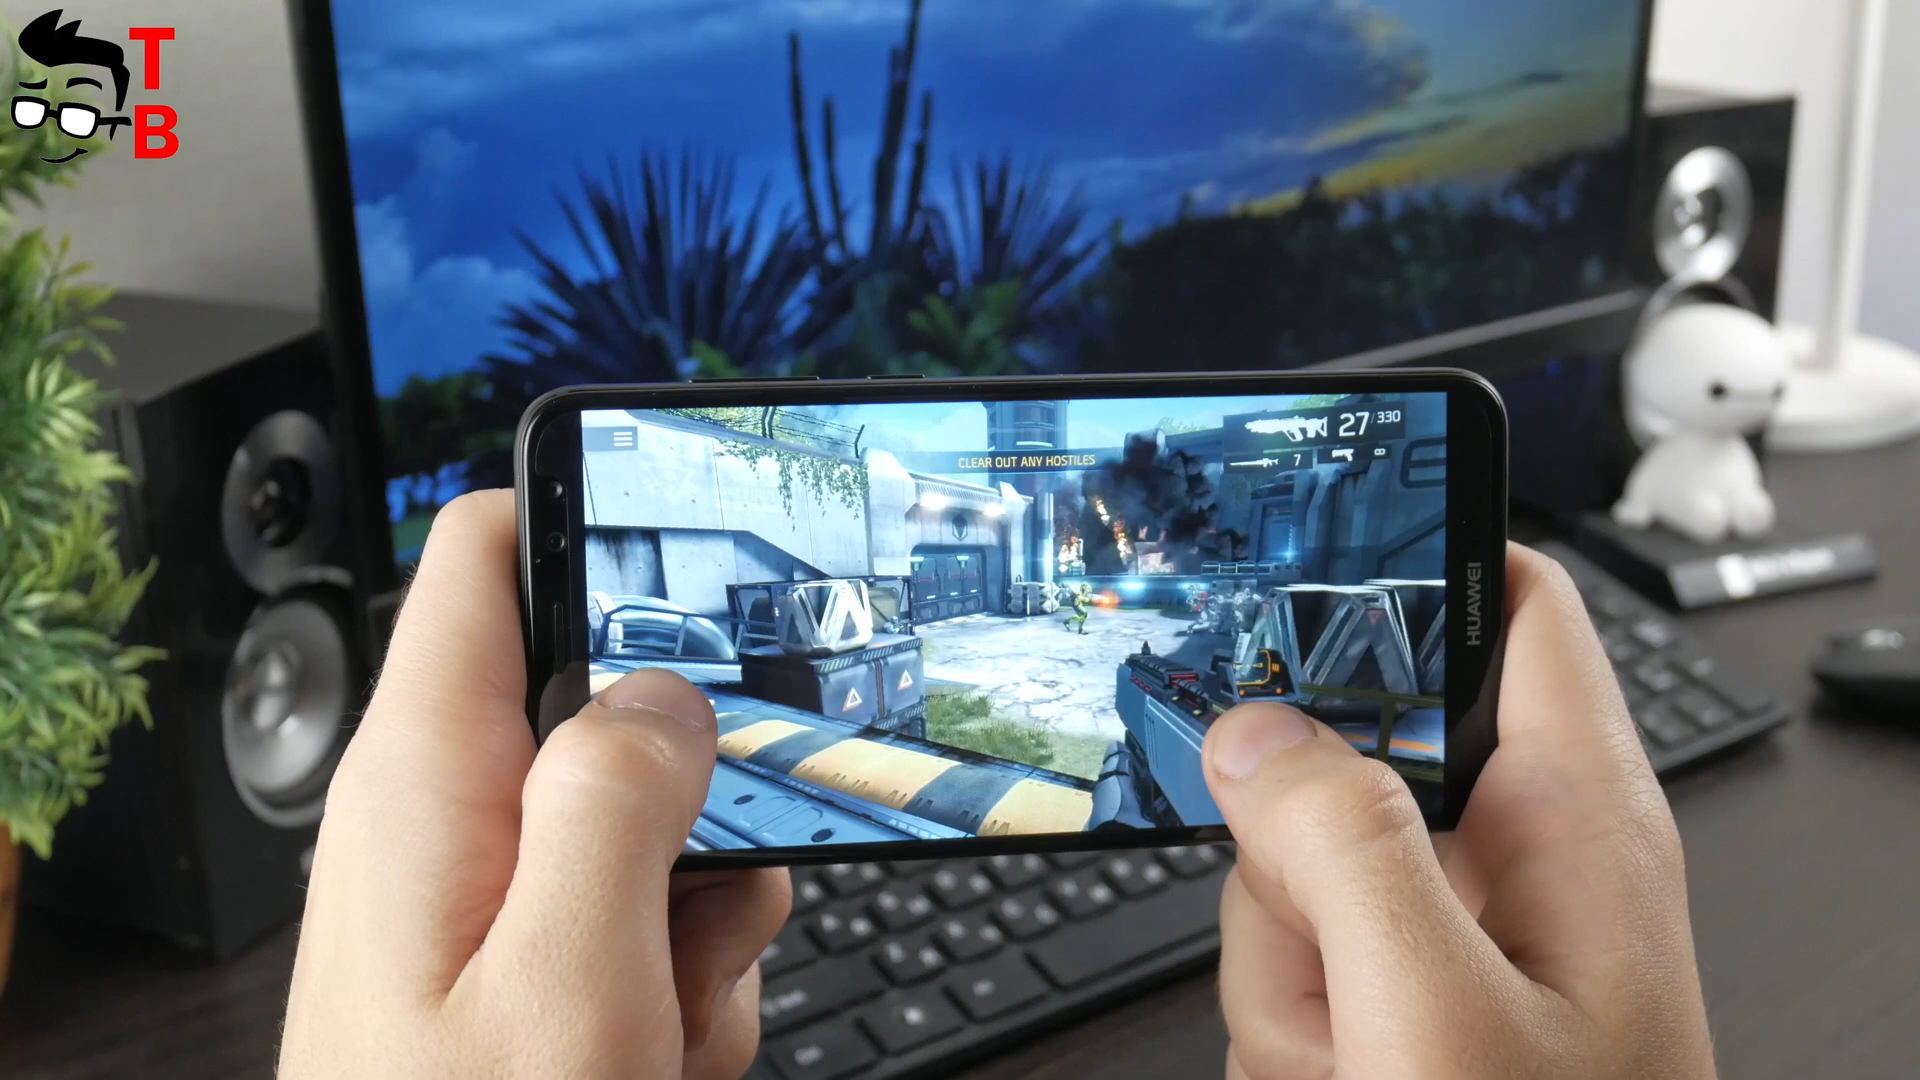 T
B
27/330
CLEAR OUT ANY HOSTILES
7 ∞
HUAWEI